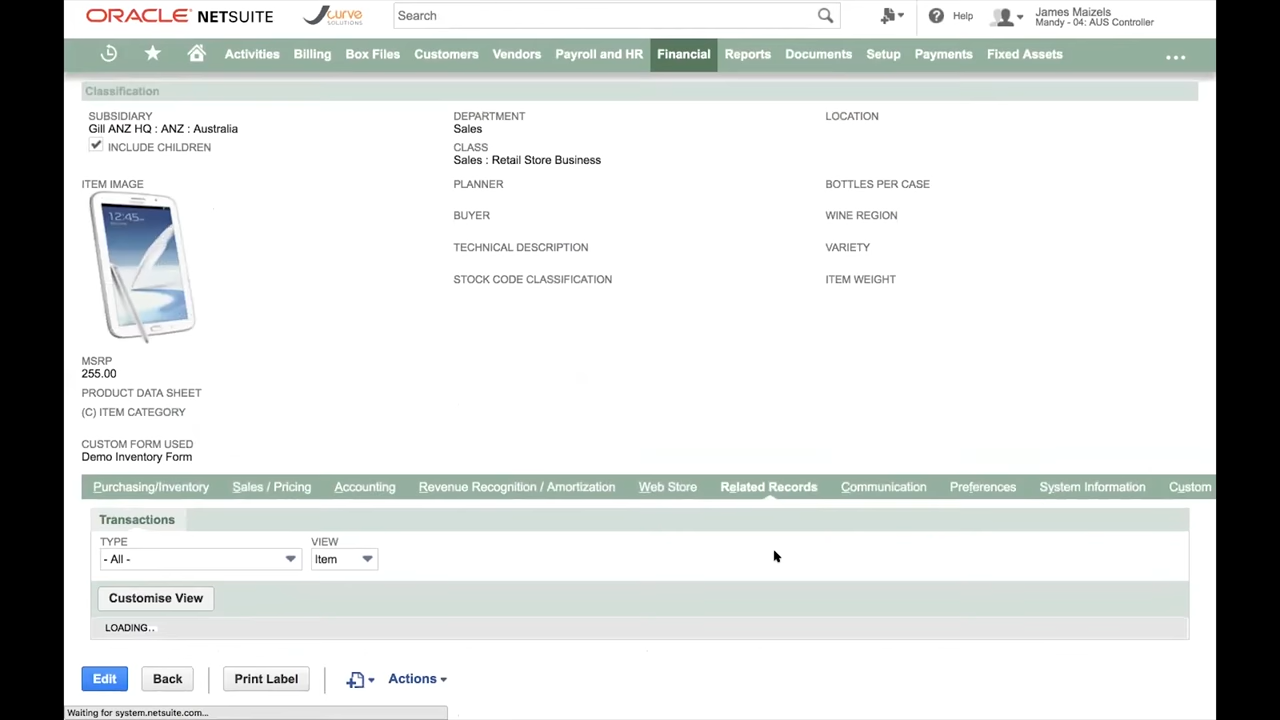 ORACLE NETSUITE
Curve
SOLUTIONS
Search
Help
James Maizels
Mandy - 04: AUS Controller
Activities Billing Box Files Customers Vendors Payroll and HR Financial Reports Documents Setup Payments Fixed Assets ...
Classification
SUBSIDIARY DEPARTMENT LOCATION
Gill ANZ HQ : ANZ : Australia Sales
INCLUDE CHILDREN CLASS
Sales : Retail Store Business
ITEM IMAGE PLANNER BOTTLES PER CASE
12:45
BUYER WINE REGION
TECHNICAL DESCRIPTION VARIETY
STOCK CODE CLASSIFICATION ITEM WEIGHT
MSRP
255.00
PRODUCT DATA SHEET
(C) ITEM CATEGORY
CUSTOM FORM USED
Demo Inventory Form
Purchasing/Inventory Sales / Pricing Accounting Revenue Recognition / Amortization Web Store Related Records Communication Preferences System Information Custom
Transactions
TYPE VIEW
- All - Item
Customise View
LOADING..
Edit Back Print Label Actions
Waiting for system.netsuite.com...